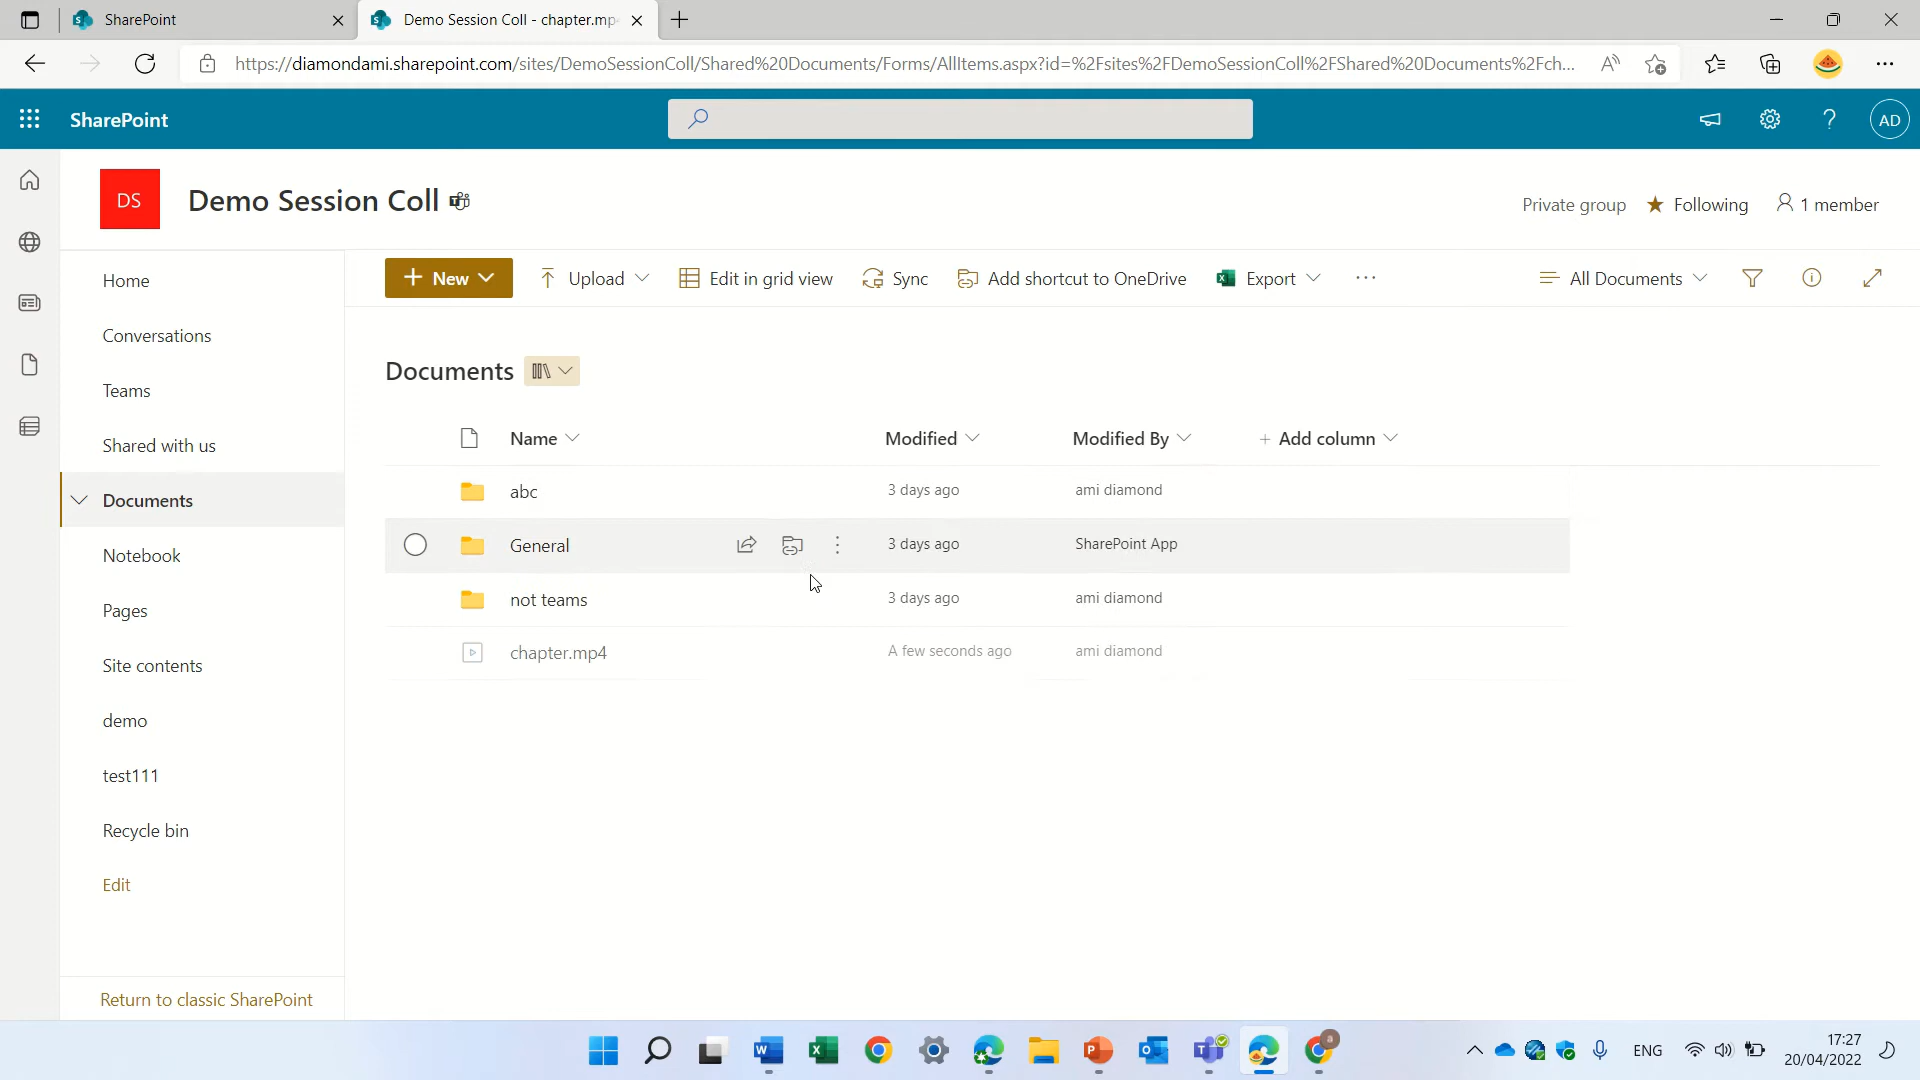 SharePoint
Demo Session Coll - chapter.mp4
https://diamondami.sharepoint.com/sites/DemoSessionColl/Shared%20Documents/Forms/AllItems.aspx?id=%2Fsites%2FDemoSessionColl%2FShared%20Documents%2Fch...
SharePoint
AD
DS
Demo Session Coll
Private group
Following
1 member
Home
Conversations
Teams
Shared with us
Documents
Notebook
Pages
Site contents
demo
test111
Recycle bin
Edit
Return to classic SharePoint
+ New
Upload
Edit in grid view
Sync
Add shortcut to OneDrive
Export
...
All Documents
Documents
Name
Modified
Modified By
+ Add column
abc
3 days ago
ami diamond
General
3 days ago
SharePoint App
not teams
3 days ago
ami diamond
chapter.mp4
A few seconds ago
ami diamond
ENG
17:27
20/04/2022